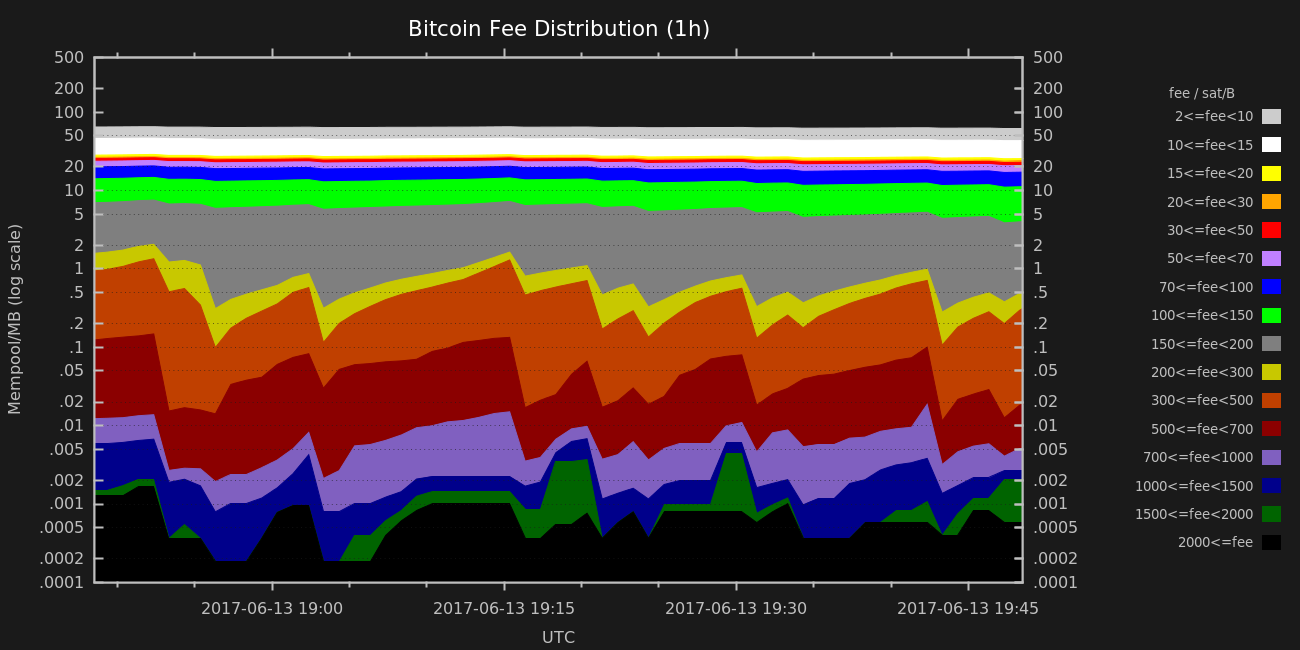 Bitcoin Fee Distribution (1h)
500 500
200 200
100 100
50 50
20 20
10 10
5 5
2 2
1 1
.5 .5
.2 .2
.1 .1
.05 .05
.02 .02
.01 .01
.005 .005
.002 .002
.001 .001
.0005 .0005
.0002 .0002
.0001 .0001
Mempool/MB (log scale)
2017-06-13 19:00 2017-06-13 19:15 2017-06-13 19:30 2017-06-13 19:45
UTC
fee / sat/B
2<=fee<10
10<=fee<15
15<=fee<20
20<=fee<30
30<=fee<50
50<=fee<70
70<=fee<100
100<=fee<150
150<=fee<200
200<=fee<300
300<=fee<500
500<=fee<700
700<=fee<1000
1000<=fee<1500
1500<=fee<2000
2000<=fee